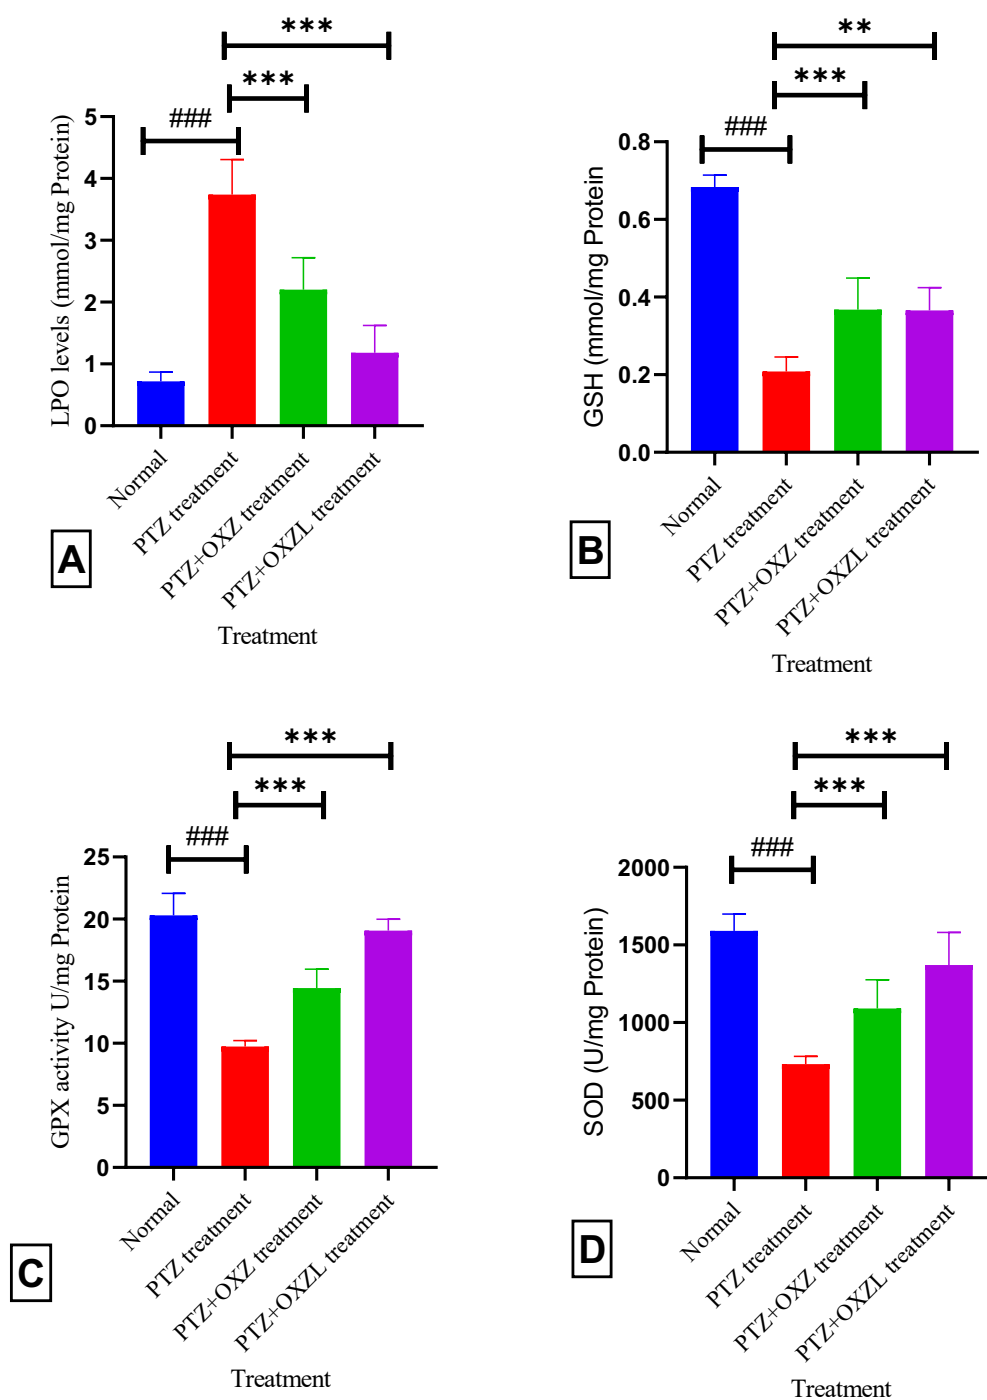 ***
***
###
LPO levels (mmol/mg Protein)
5
4
3
2
1
0
Normal
PTZ treatment
PTZ+OXZ treatment
PTZ+OXZL treatment
A
Treatment
**
***
###
GSH (mmol/mg Protein
0.8
0.6
0.4
0.2
0.0
Normal
PTZ treatment
PTZ+OXZ treatment
PTZ+OXZL treatment
B
Treatment
***
***
###
GPX activity U/mg Protein
25
20
15
10
5
0
Normal
PTZ treatment
PTZ+OXZ treatment
PTZ+OXZL treatment
C
Treatment
***
***
###
SOD (U/mg Protein)
2000
1500
1000
500
0
Normal
PTZ treatment
PTZ+OXZ treatment
PTZ+OXZL treatment
D
Treatment